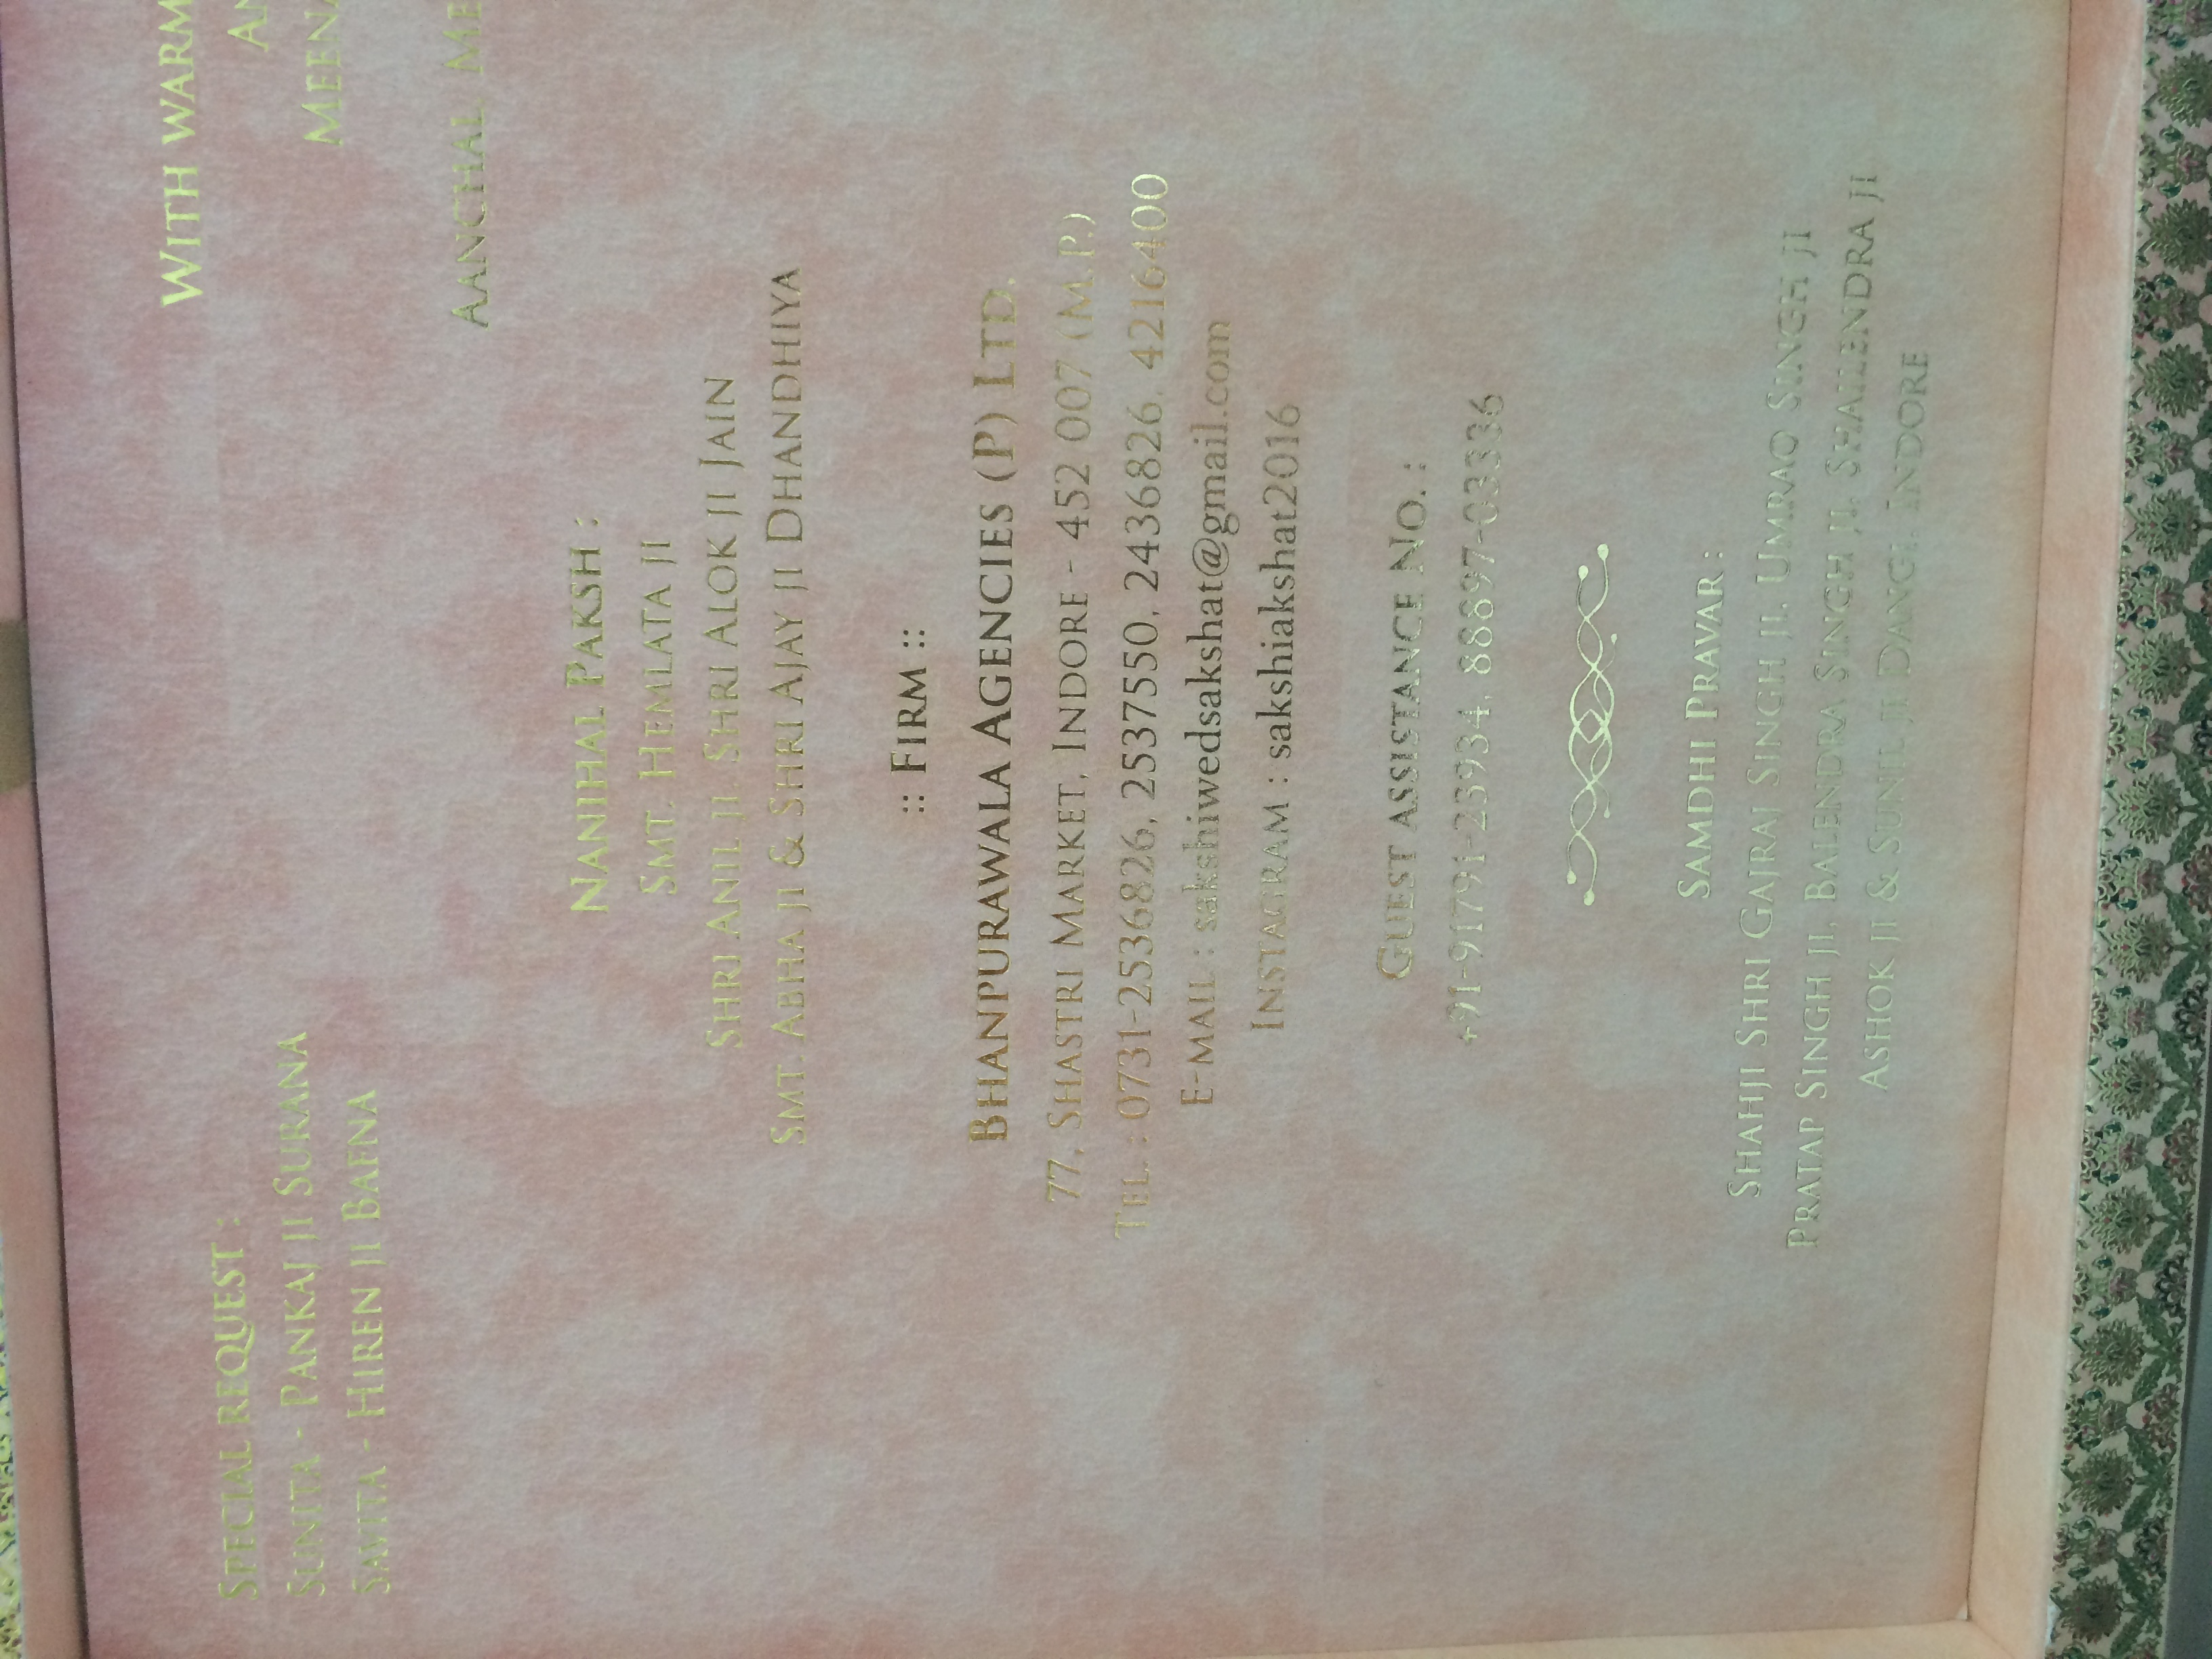 SPECIAL REQUEST :
SUNITA - PANKAJ JI SURANA
SAVITA - HIREN JI BAFNA
WITH WARM
MEENA
AANCHAL, ME
NANIHAL PAKSH :
SMT. HEMLATA JI
SHRI ANIL JI, SHRI ALOK JI JAIN
SMT. ABHA JI & SHRI AJAY JI DHANDHIYA
:: FIRM ::
BHANPURAWALA AGENCIES (P) LTD.
77, SHASTRI MARKET, INDORE - 452 007 (M.P.)
TEL. : 0731-2536826, 2537550, 2436826, 4216400
E-MAIL : sakshiwedsakshat@gmail.com
INSTAGRAM : sakshiakshat2016
GUEST ASSISTANCE NO. :
+91-91791-23934, 88897-03336
SAMDHI PRAVAR :
SHAHJI SHRI GAJRAJ SINGH JI, UMRAO SINGH JI
PRATAP SINGH JI, BALENDRA SINGH JI, SHAILENDRA JI
ASHOK JI & SUNIL JI DANGI, INDORE